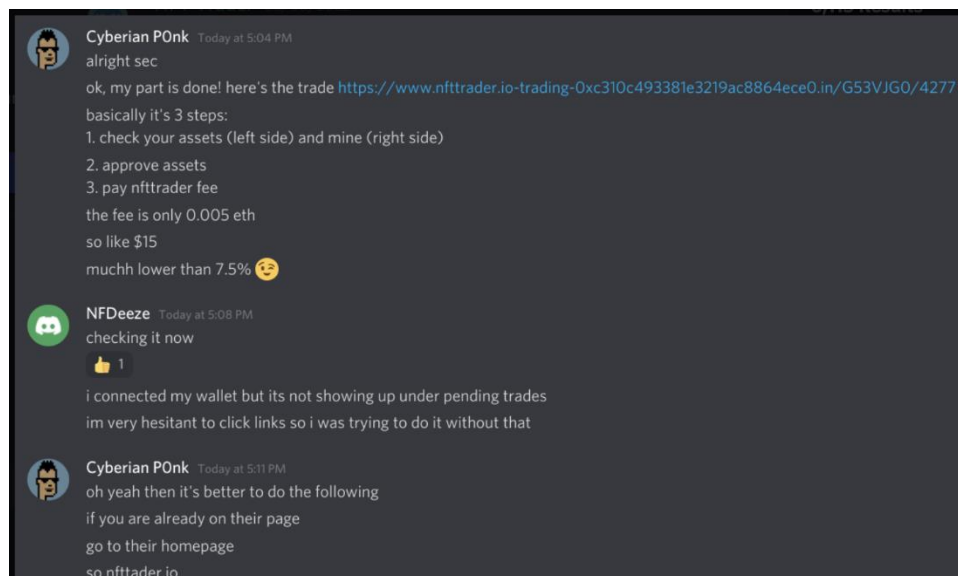 Cyberian P0nk Today at 5:04 PM
alright sec
ok, my part is done! here's the trade https://www.nfttrader.io-trading-0xc310c493381e3219ac8864ece0.in/G53VJG0/4277
basically it's 3 steps:
1. check your assets (left side) and mine (right side)
2. approve assets
3. pay nfttrader fee
the fee is only 0.005 eth
so like $15
muchh lower than 7.5% 😉
NFDeeze Today at 5:08 PM
checking it now
👍 1
i connected my wallet but its not showing up under pending trades
im very hesitant to click links so i was trying to do it without that
Cyberian P0nk Today at 5:11 PM
oh yeah then it's better to do the following
if you are already on their page
go to their homepage
so nfttader.io